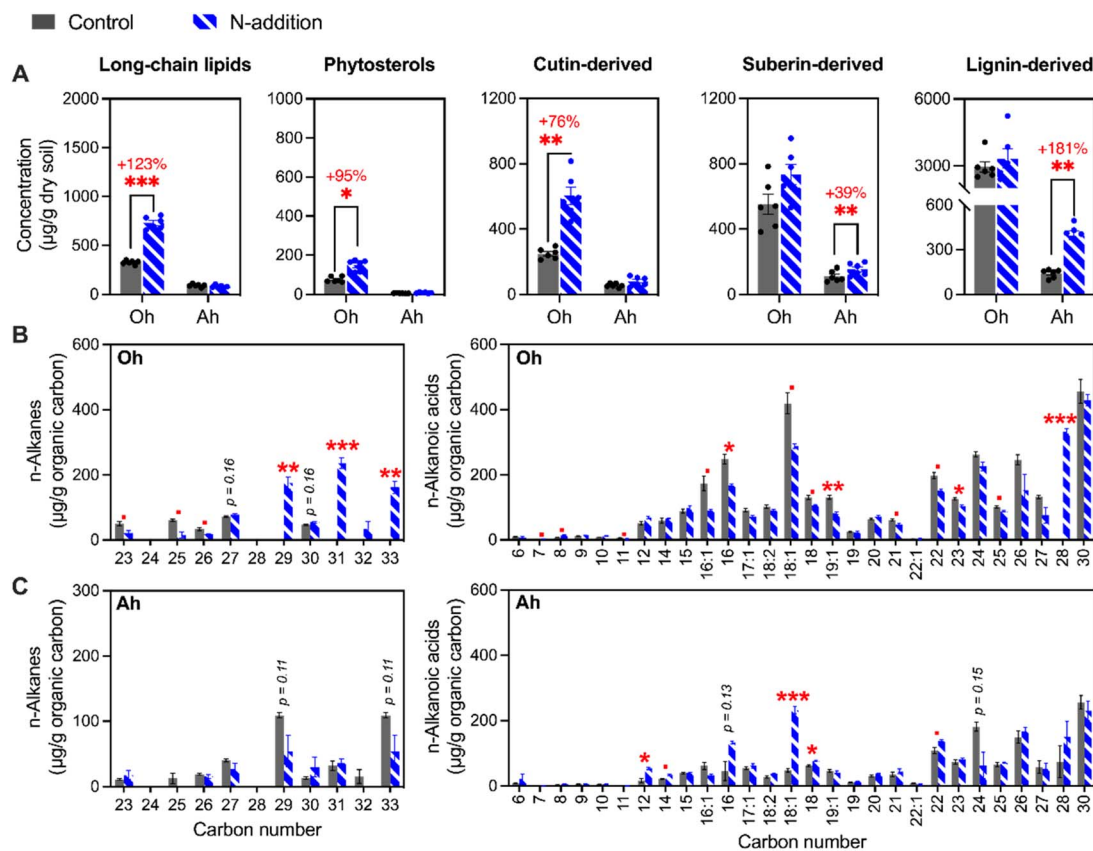 Control N-addition
A
Long-chain lipids Phytosterols Cutin-derived Suberin-derived Lignin-derived
Concentration
(µg/g dry soil)
2000
1500
1000
500
0
+123%
***
Oh Ah
1000
800
600
400
200
0
+95%
*
Oh Ah
1200
800
400
0
+76%
**
Oh Ah
1200
800
400
0
+39%
**
Oh Ah
6000
3000
600
300
0
+181%
**
Oh Ah
B
n-Alkanes
(µg/g organic carbon)
600
400
200
0
Oh
p = 0.16
p = 0.16
** *** **
23 24 25 26 27 28 29 30 31 32 33
n-Alkanoic acids
(µg/g organic carbon)
600
400
200
0
Oh
* ** * ***
6 7 8 9 10 11 12 14 15 16:1 16 17:1 18:2 18:1 18 19:1 19 20 21 22:1 22 23 24 25 26 27 28 30
C
n-Alkanes
(µg/g organic carbon)
300
200
100
0
Ah
p = 0.11
p = 0.11
23 24 25 26 27 28 29 30 31 32 33
Carbon number
n-Alkanoic acids
(µg/g organic carbon)
600
400
200
0
Ah
* p = 0.13 *** * p = 0.15
6 7 8 9 10 11 12 14 15 16:1 16 17:1 18:2 18:1 18 19:1 19 20 21 22:1 22 23 24 25 26 27 28 30
Carbon number